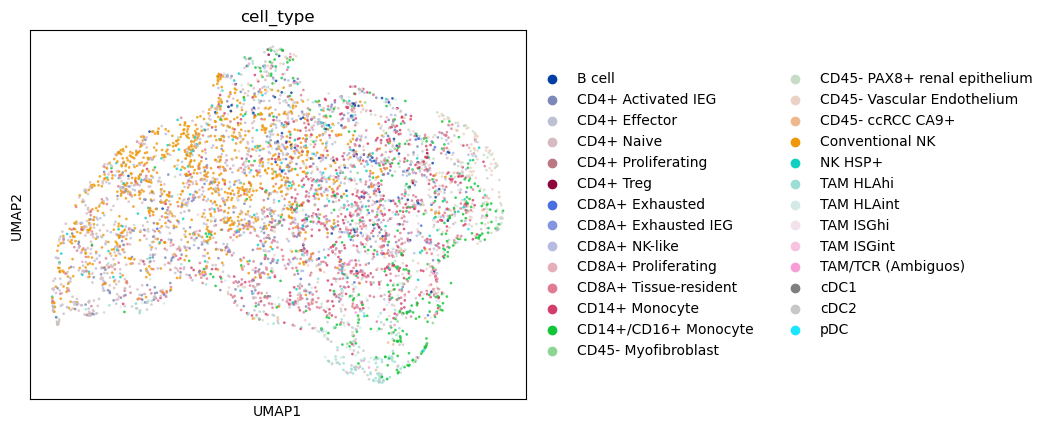 cell_type
UMAP2
UMAP1
B cell
CD4+ Activated IEG
CD4+ Effector
CD4+ Naive
CD4+ Proliferating
CD4+ Treg
CD8A+ Exhausted
CD8A+ Exhausted IEG
CD8A+ NK-like
CD8A+ Proliferating
CD8A+ Tissue-resident
CD14+ Monocyte
CD14+/CD16+ Monocyte
CD45- Myofibroblast
CD45- PAX8+ renal epithelium
CD45- Vascular Endothelium
CD45- ccRCC CA9+
Conventional NK
NK HSP+
TAM HLAhi
TAM HLAint
TAM ISGhi
TAM ISGint
TAM/TCR (Ambiguos)
cDC1
cDC2
pDC